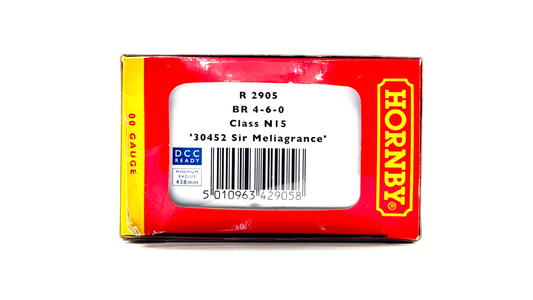 R 2905
BR 4-6-0
Class N15
'30452 Sir Meliagrance'
00 GAUGE
DCC
READY
MINIMUM
RADIUS
438mm
5 010963 429058
HORNBY®